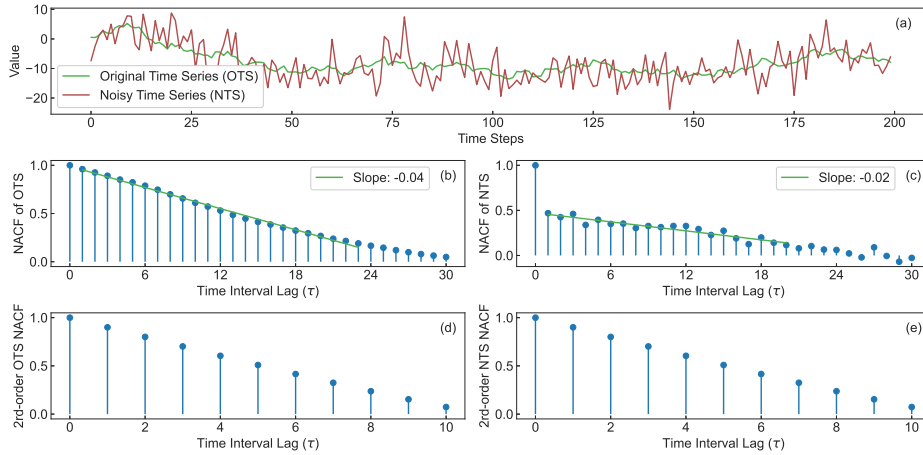 (a)
Value
10
0
−10
−20
Original Time Series (OTS)
Noisy Time Series (NTS)
0 25 50 75 100 125 150 175 200
Time Steps
(b)
NACF of OTS
1.0
0.5
0.0
Slope: -0.04
0 6 12 18 24 30
Time Interval Lag (τ)
(c)
NACF of NTS
1.0
0.5
0.0
Slope: -0.02
0 6 12 18 24 30
Time Interval Lag (τ)
(d)
2rd-order OTS NACF
1.0
0.5
0.0
0 2 4 6 8 10
Time Interval Lag (τ)
(e)
2rd-order NTS NACF
1.0
0.5
0.0
0 2 4 6 8 10
Time Interval Lag (τ)